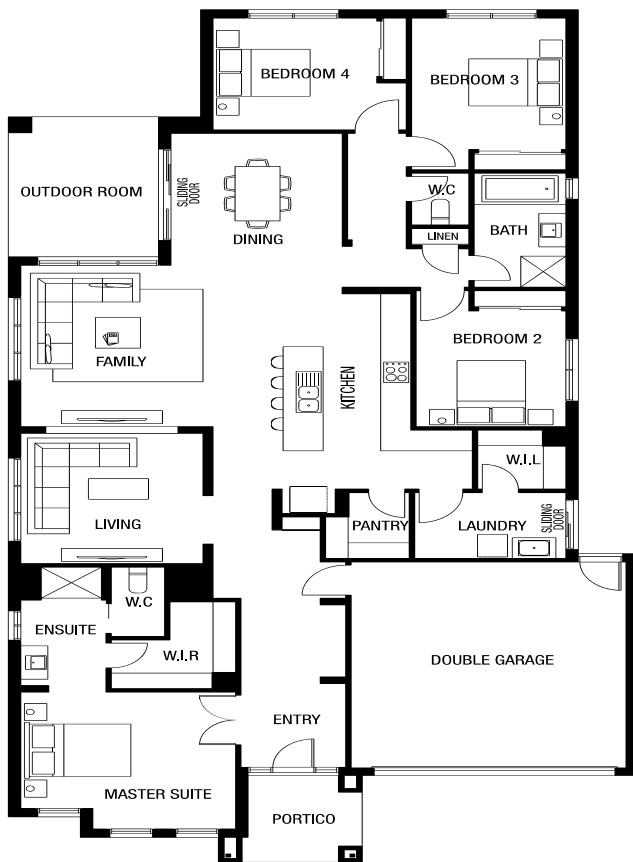 BEDROOM 4
BEDROOM 3
OUTDOOR ROOM
SLIDING
DOOR
W.C
DINING
LINEN
BATH
FAMILY
KITCHEN
BEDROOM 2
W.I.L
LIVING
PANTRY
LAUNDRY
SLIDING
DOOR
W.C
ENSUITE
W.I.R
DOUBLE GARAGE
ENTRY
MASTER SUITE
PORTICO